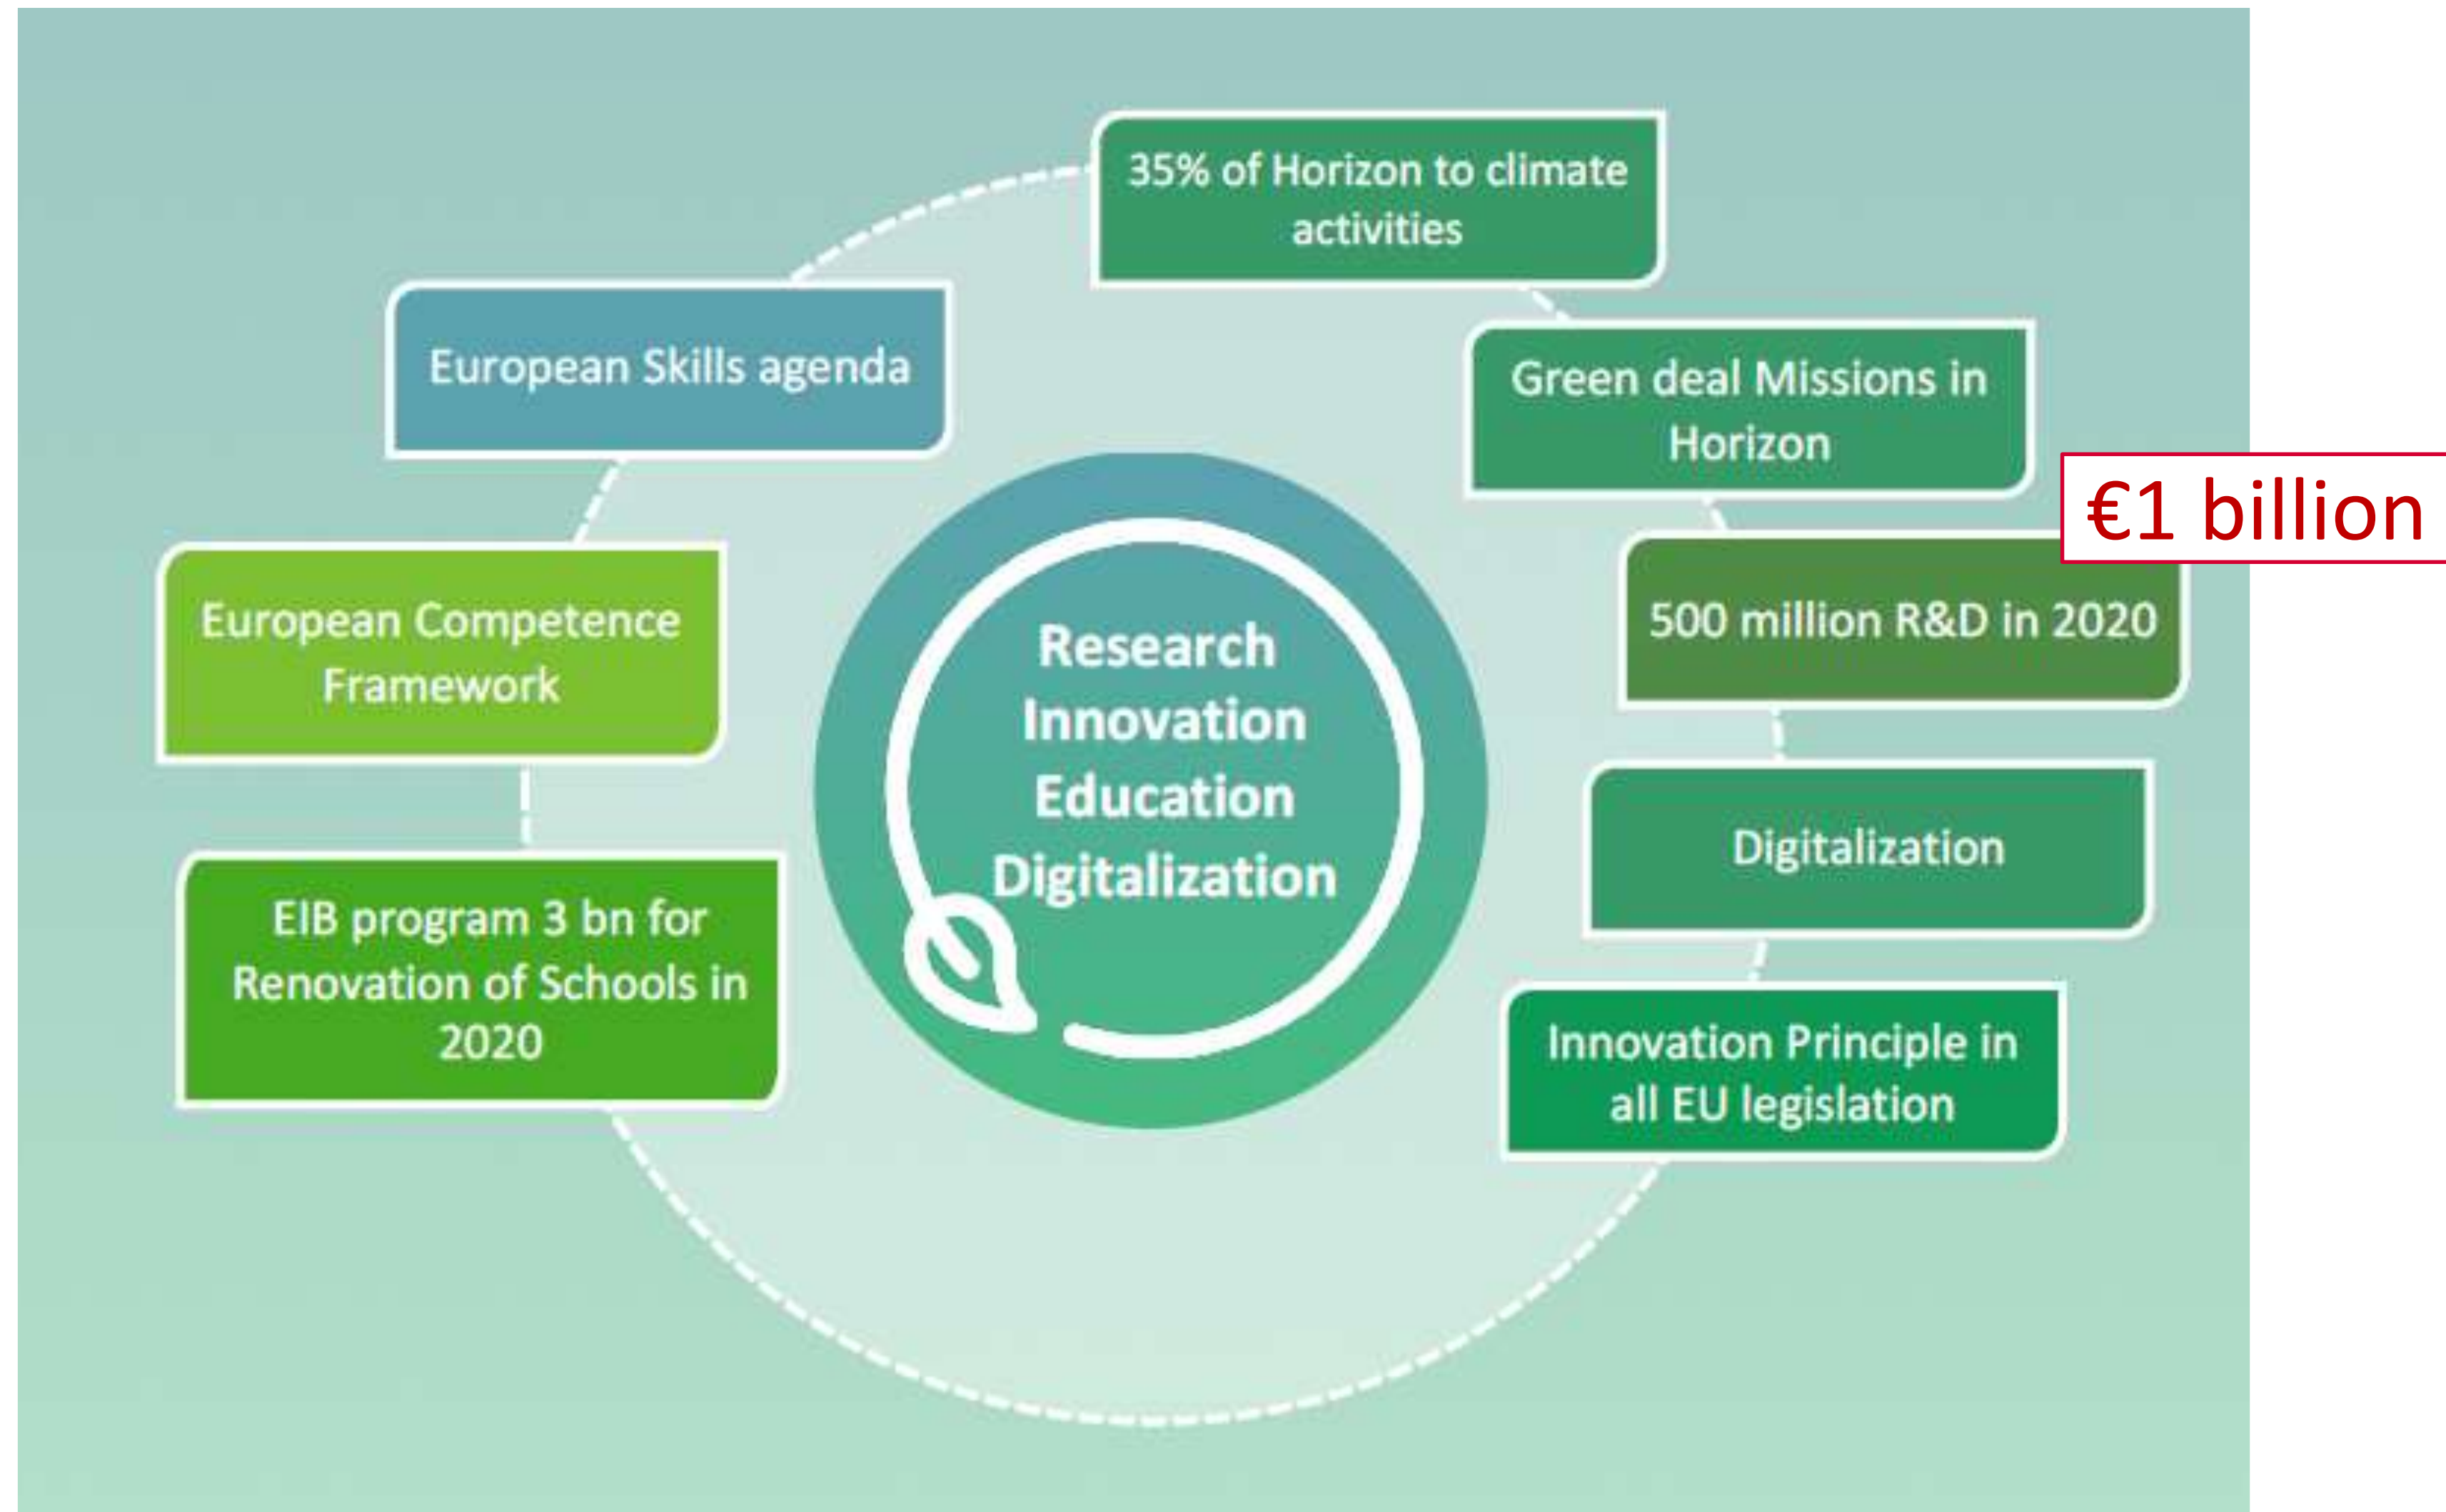 35% of Horizon to climate
activities
European Skills agenda
Green deal Missions in
Horizon
€1 billion
European Competence
Framework
500 million R&D in 2020
Research
Innovation
Education
Digitalization
Digitalization
EIB program 3 bn for
Renovation of Schools in
2020
Innovation Principle in
all EU legislation